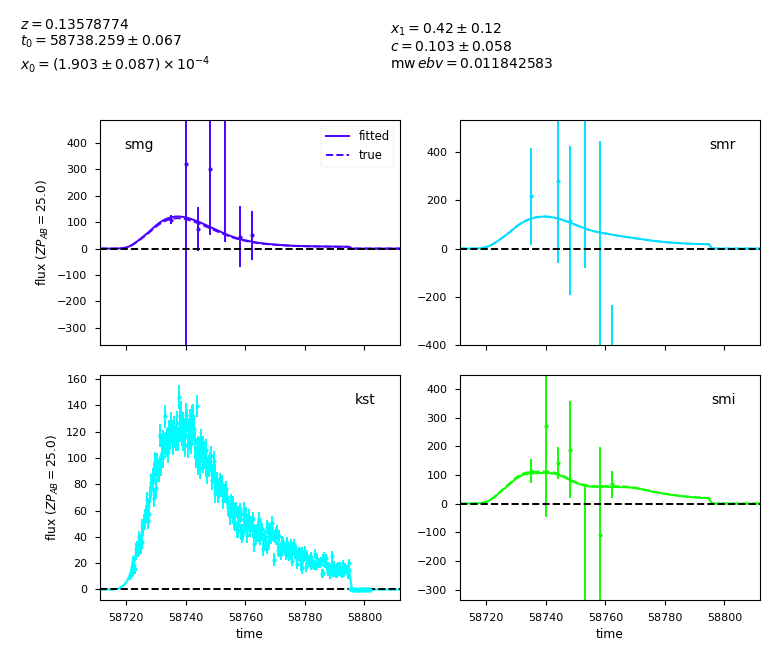 z = 0.13578774
t₀ = 58738.259 ± 0.067
x₀ = (1.903 ± 0.087) × 10⁻⁴
x₁ = 0.42 ± 0.12
c = 0.103 ± 0.058
mw ebv = 0.011842583
smg
fitted
true
400
300
200
100
0
−100
−200
−300
flux (ZP_AB = 25.0)
smr
400
200
0
−200
−400
kst
160
140
120
100
80
60
40
20
0
flux (ZP_AB = 25.0)
58720 58740 58760 58780 58800
time
smi
400
300
200
100
0
−100
−200
−300
58720 58740 58760 58780 58800
time